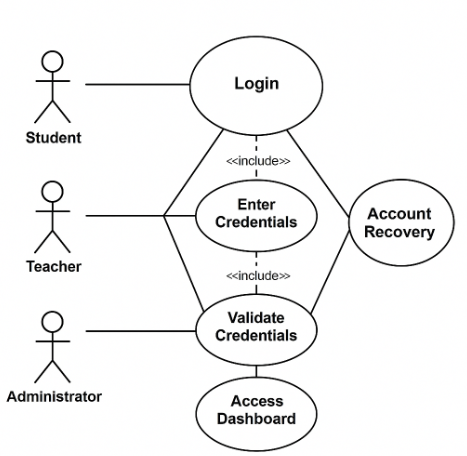 Login
Student
<<include>>
Enter
Credentials
Account
Recovery
Teacher
<<include>>
Validate
Credentials
Administrator
Access
Dashboard